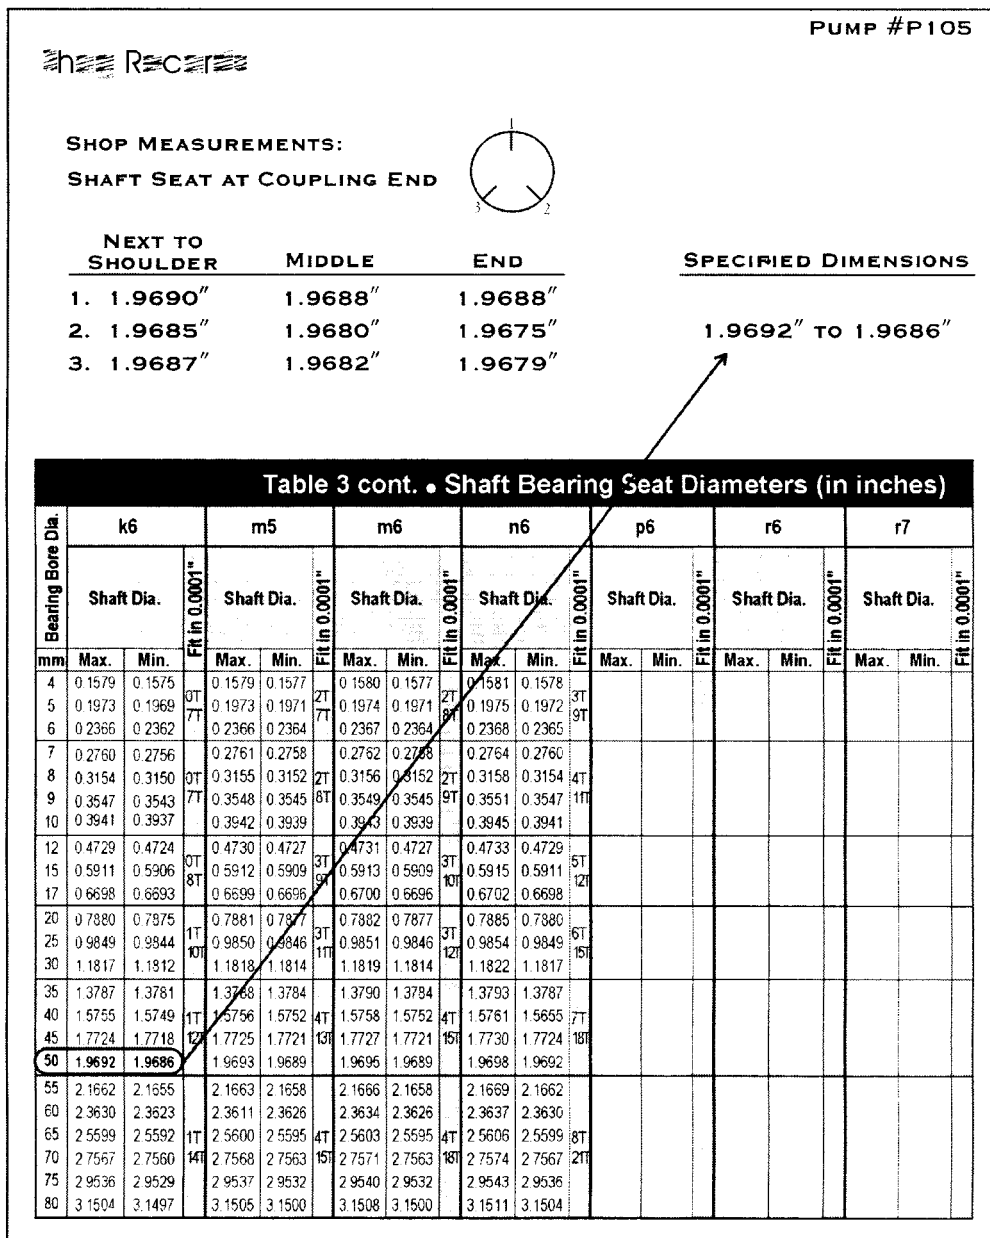 PUMP #P105
SHOP MEASUREMENTS:
SHAFT SEAT AT COUPLING END
1
3 2
NEXT TO SHOULDER MIDDLE END SPECIFIED DIMENSIONS
1. 1.9690" 1.9688" 1.9688"
2. 1.9685" 1.9680" 1.9675" 1.9692" TO 1.9686"
3. 1.9687" 1.9682" 1.9679"
Table 3 cont. • Shaft Bearing Seat Diameters (in inches)
Bearing Bore Dia. k6 m5 m6 n6 p6 r6 r7
Shaft Dia. Fit in 0.0001" Shaft Dia. Fit in 0.0001" Shaft Dia. Fit in 0.0001" Shaft Dia. Fit in 0.0001" Shaft Dia. Fit in 0.0001" Shaft Dia. Fit in 0.0001" Shaft Dia. Fit in 0.0001"
mm Max. Min. Max. Min. Max. Min. Max. Min. Max. Min. Max. Min. Max. Min.
4 0.1579 0.1575 0.1579 0.1577 0.1580 0.1577 0.1581 0.1578
0T 2T 2T 3T
5 0.1973 0.1969 0.1973 0.1971 0.1974 0.1971 0.1975 0.1972
7T 7T 8T 9T
6 0.2366 0.2362 0.2366 0.2364 0.2367 0.2364 0.2368 0.2365
7 0.2760 0.2756 0.2761 0.2758 0.2762 0.2758 0.2764 0.2760
8 0.3154 0.3150 0T 0.3155 0.3152 2T 0.3156 0.3152 2T 0.3158 0.3154 4T
9 0.3547 0.3543 7T 0.3548 0.3545 8T 0.3549 0.3545 9T 0.3551 0.3547 11T
10 0.3941 0.3937 0.3942 0.3939 0.3943 0.3939 0.3945 0.3941
12 0.4729 0.4724 0.4730 0.4727 0.4731 0.4727 0.4733 0.4729
0T 3T 3T 5T
15 0.5911 0.5906 0.5912 0.5909 0.5913 0.5909 0.5915 0.5911
8T 9T 10T 12T
17 0.6698 0.6693 0.6699 0.6696 0.6700 0.6696 0.6702 0.6698
20 0.7880 0.7875 0.7881 0.7877 0.7882 0.7877 0.7885 0.7880
1T 3T 3T 6T
25 0.9849 0.9844 0.9850 0.9846 0.9851 0.9846 0.9854 0.9849
10T 11T 12T 15T
30 1.1817 1.1812 1.1818 1.1814 1.1819 1.1814 1.1822 1.1817
35 1.3787 1.3781 1.3788 1.3784 1.3790 1.3784 1.3793 1.3787
40 1.5755 1.5749 1T 1.5756 1.5752 4T 1.5758 1.5752 4T 1.5761 1.5655 7T
45 1.7724 1.7718 12T 1.7725 1.7721 13T 1.7727 1.7721 15T 1.7730 1.7724 18T
50 1.9692 1.9686 1.9693 1.9689 1.9695 1.9689 1.9698 1.9692
55 2.1662 2.1655 2.1663 2.1658 2.1666 2.1658 2.1669 2.1662
60 2.3630 2.3623 2.3611 2.3626 2.3634 2.3626 2.3637 2.3630
65 2.5599 2.5592 1T 2.5600 2.5595 4T 2.5603 2.5595 4T 2.5606 2.5599 8T
70 2.7567 2.7560 14T 2.7568 2.7563 15T 2.7571 2.7563 18T 2.7574 2.7567 21T
75 2.9536 2.9529 2.9537 2.9532 2.9540 2.9532 2.9543 2.9536
80 3.1504 3.1497 3.1505 3.1500 3.1508 3.1500 3.1511 3.1504